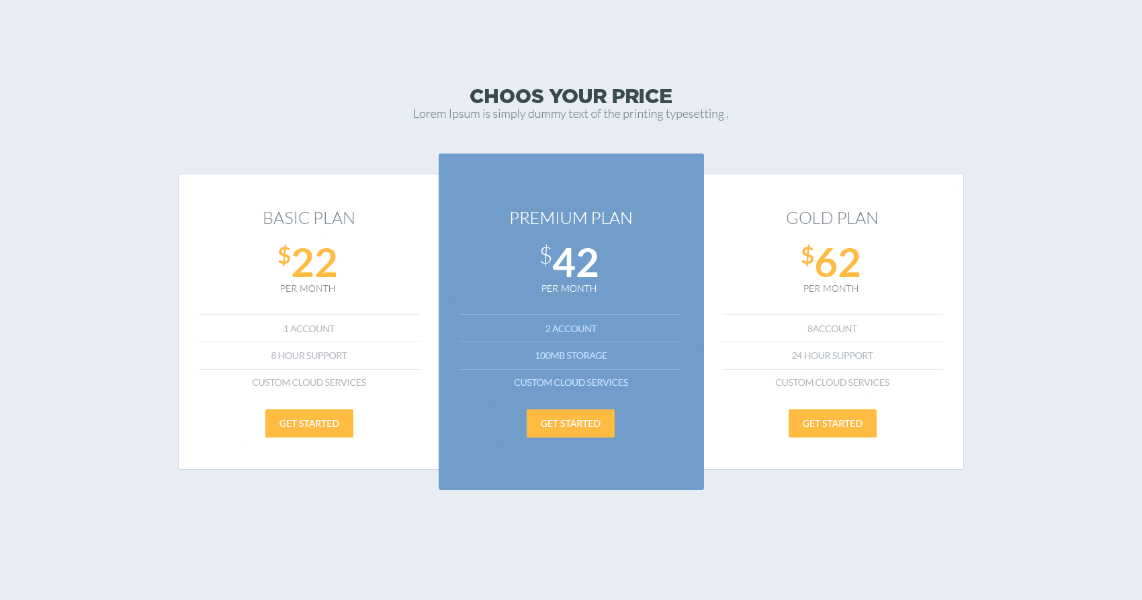 CHOOS YOUR PRICE
Lorem Ipsum is simply dummy text of the printing typesetting .
BASIC PLAN
$22
PER MONTH
1 ACCOUNT
8 HOUR SUPPORT
CUSTOM CLOUD SERVICES
GET STARTED
PREMIUM PLAN
$42
PER MONTH
2 ACCOUNT
100MB STORAGE
CUSTOM CLOUD SERVICES
GET STARTED
GOLD PLAN
$62
PER MONTH
8ACCOUNT
24 HOUR SUPPORT
CUSTOM CLOUD SERVICES
GET STARTED